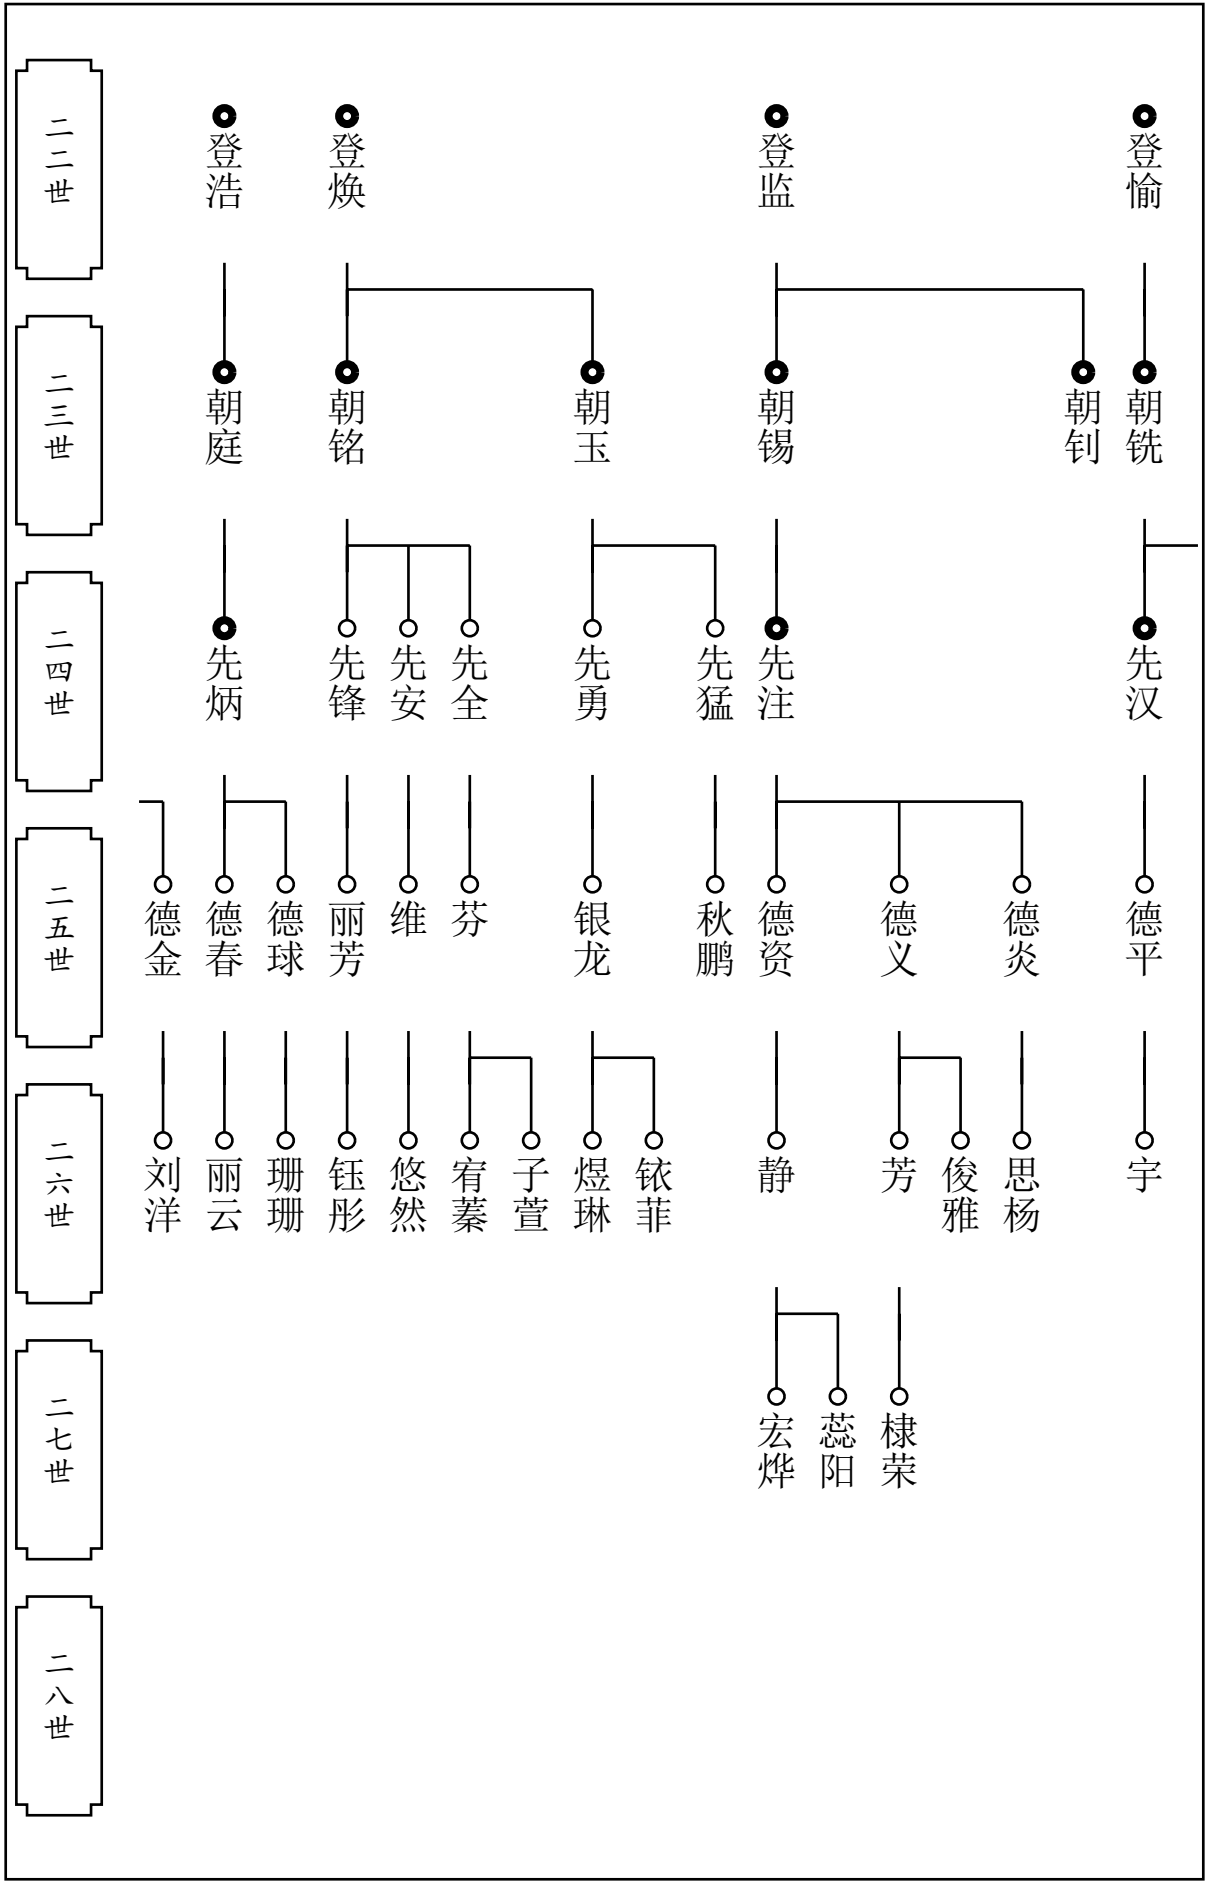 二二世
登浩
登焕
登监
登愉
二三世
朝庭
朝铭
朝玉
朝锡
朝钊
朝铣
二四世
先炳
先锋
先安
先全
先勇
先猛
先注
先汉
二五世
德金
德春
德球
丽芳
维
芬
银龙
秋鹏
德资
德义
德炎
德平
二六世
刘洋
丽云
珊珊
钰彤
悠然
宥蓁
子萱
煜琳
铱菲
静
芳
俊雅
思杨
宇
二七世
宏烨
蕊阳
棣荣
二八世